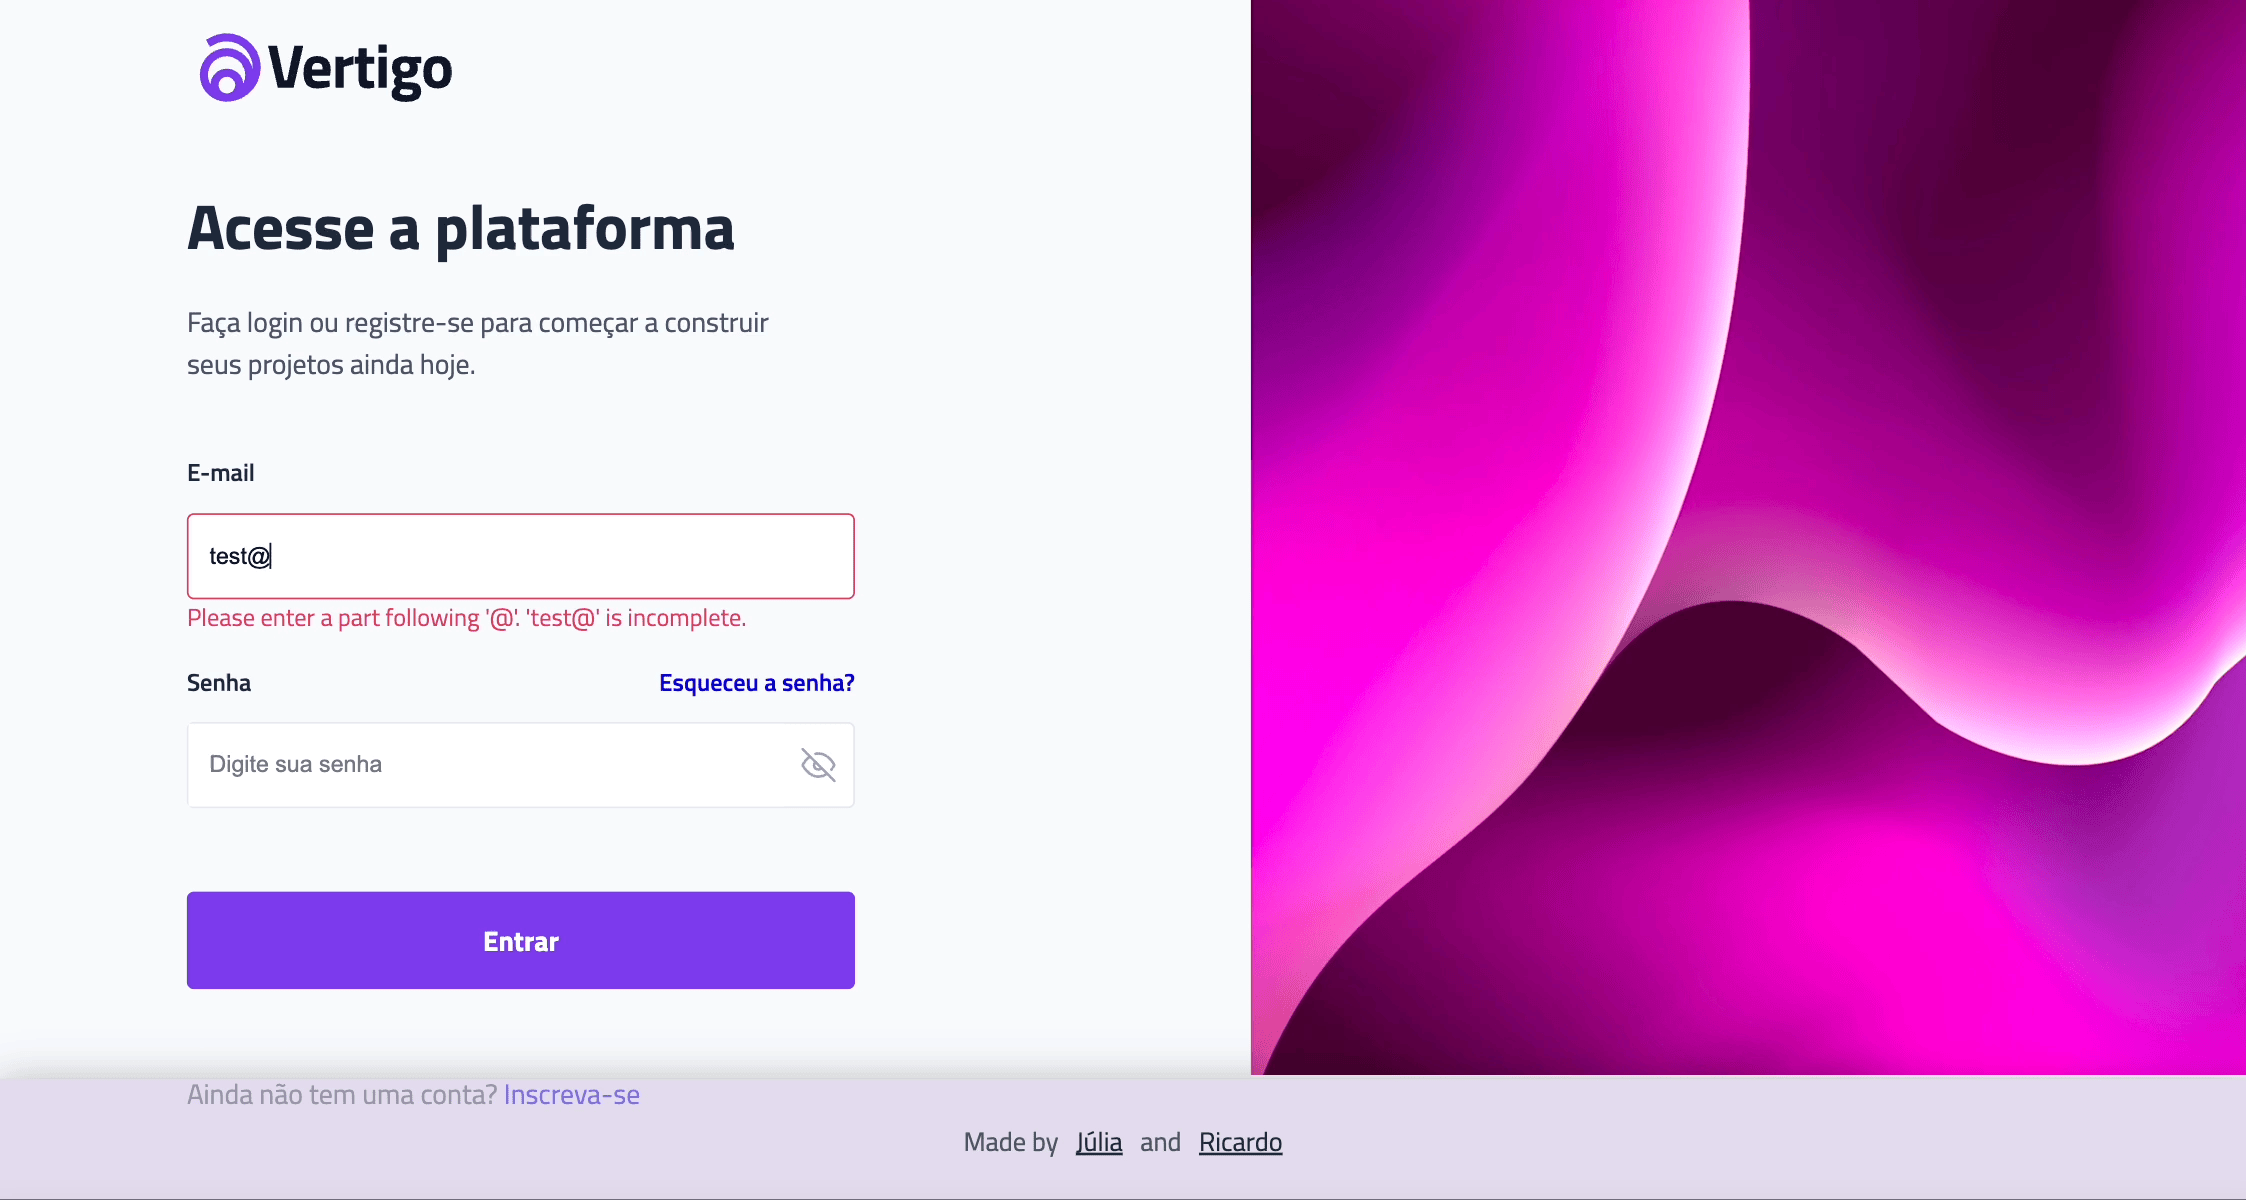 Vertigo
Acesse a plataforma
Faça login ou registre-se para começar a construir
seus projetos ainda hoje.
E-mail
test@
Please enter a part following '@'. 'test@' is incomplete.
Senha Esqueceu a senha?
Digite sua senha
Entrar
Ainda não tem uma conta? Inscreva-se
Made by Júlia and Ricardo